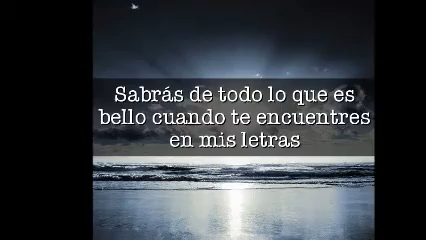 Sabrás de todo lo que es
bello cuando te encuentres
en mis letras